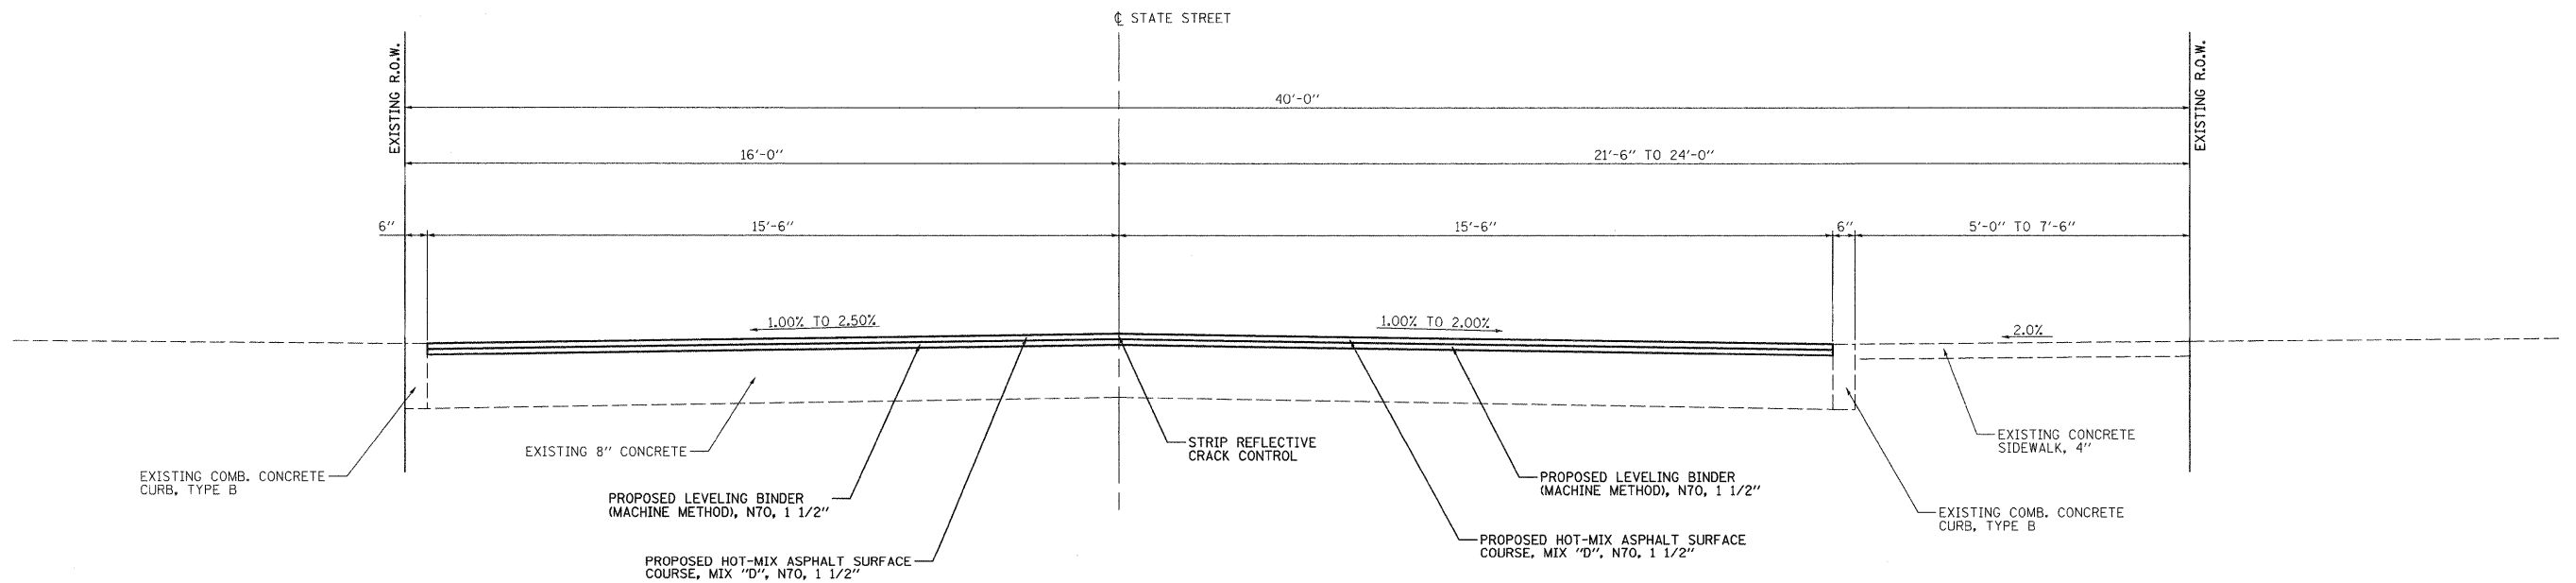 ℄ STATE STREET
EXISTING R.O.W.
EXISTING R.O.W.
40'-0"
16'-0"
21'-6" TO 24'-0"
6"
15'-6"
15'-6"
6"
5'-0" TO 7'-6"
1.00% TO 2.50%
1.00% TO 2.00%
2.0%
EXISTING COMB. CONCRETE
CURB, TYPE B
EXISTING 8" CONCRETE
PROPOSED LEVELING BINDER
(MACHINE METHOD), N70, 1 1/2"
PROPOSED HOT-MIX ASPHALT SURFACE
COURSE, MIX "D", N70, 1 1/2"
STRIP REFLECTIVE
CRACK CONTROL
PROPOSED LEVELING BINDER
(MACHINE METHOD), N70, 1 1/2"
PROPOSED HOT-MIX ASPHALT SURFACE
COURSE, MIX "D", N70, 1 1/2"
EXISTING CONCRETE
SIDEWALK, 4"
EXISTING COMB. CONCRETE
CURB, TYPE B